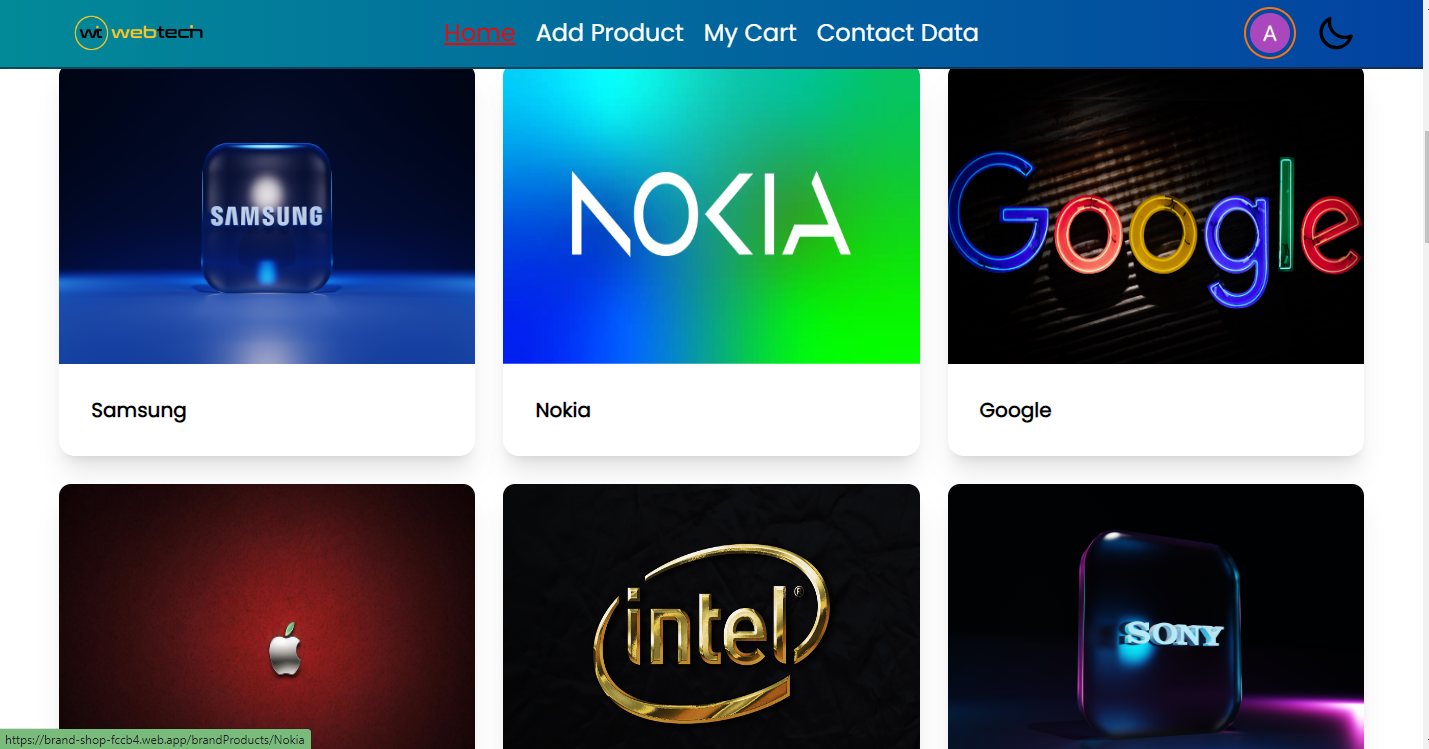 wt webtech Home Add Product My Cart Contact Data A
SAMSUNG NOKIA Google
Samsung Nokia Google
intel® SONY
https://brand-shop-fccb4.web.app/brandProducts/Nokia